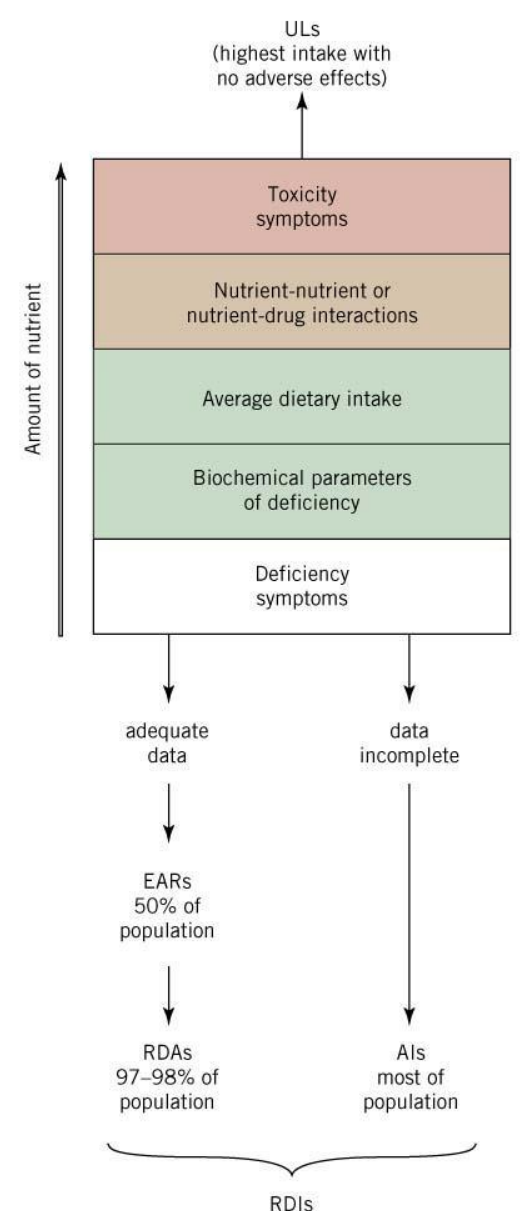 ULs
(highest intake with
no adverse effects)
Amount of nutrient
Toxicity
symptoms
Nutrient-nutrient or
nutrient-drug interactions
Average dietary intake
Biochemical parameters
of deficiency
Deficiency
symptoms
adequate
data
data
incomplete
EARs
50% of
population
RDAs
97–98% of
population
AIs
most of
population
RDIs